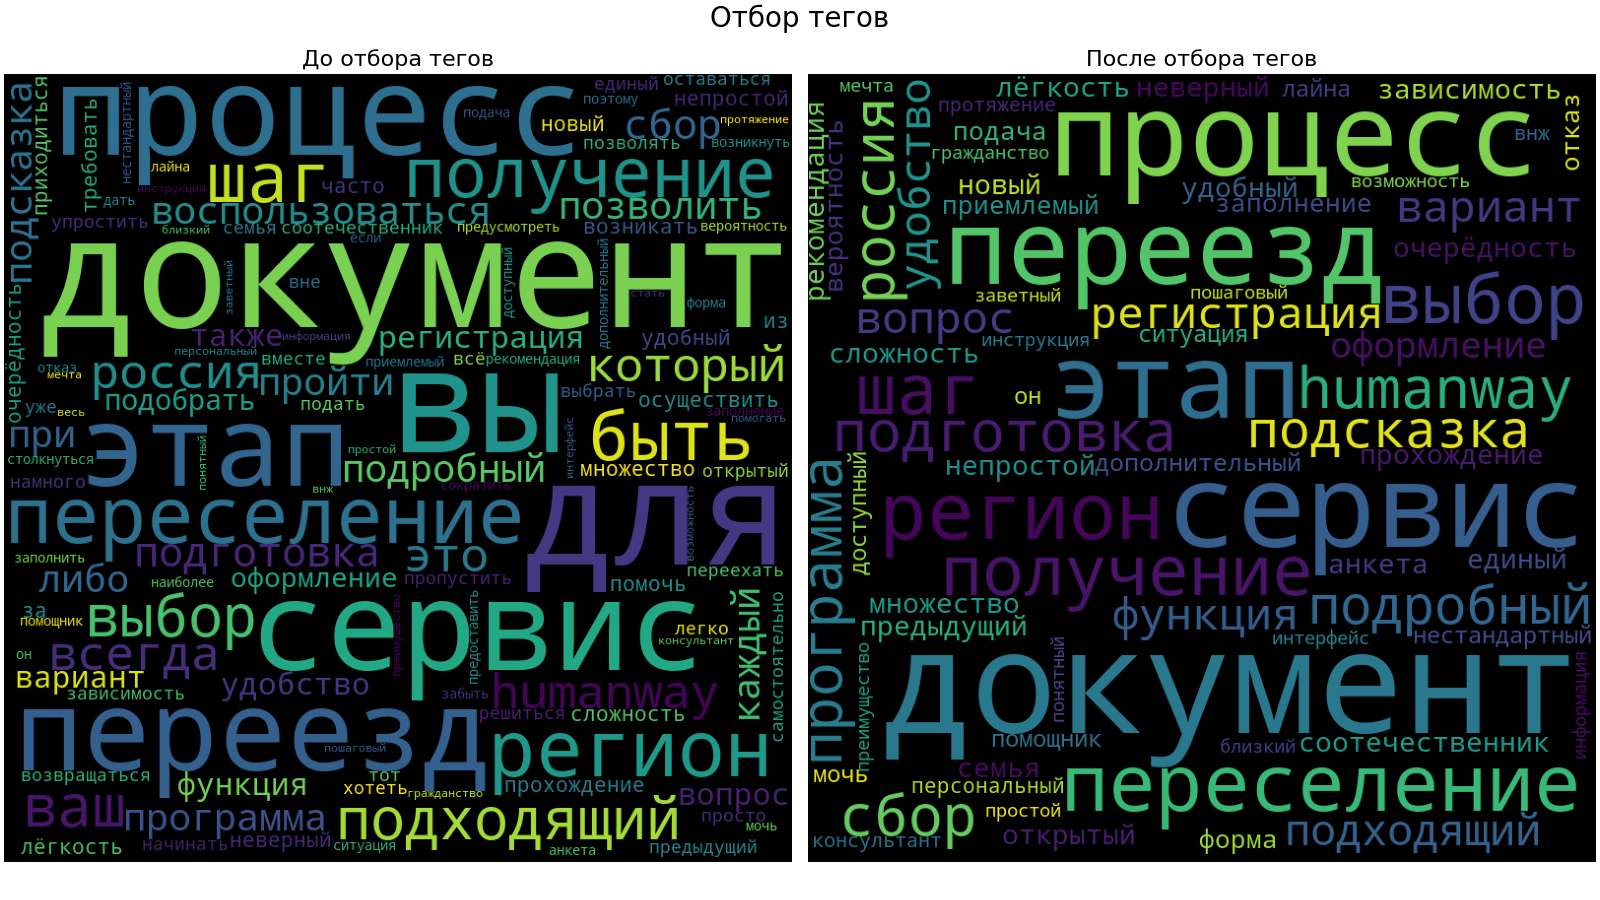 Отбор тегов
До отбора тегов
подсказка
приходиться
процесс
требовать
нестандартный
подача
единый
оставаться
поэтому
непростой
новый
сбор
протяжение
позволять
возникнуть
лайна
инструкция
дать
шаг
часто
получение
упростить
воспользоваться
позволить
близкий
семья
соотечественник
предусмотреть
возникать
вероятность
если
документ
вне
заветный
доступный
дополнительный
стать
форма
из
также
информация
регистрация
удобный
персональный
вместе
приемлемый
всё
рекомендация
который
отказ
мечта
россия
пройти
вы
выбрать
осуществить
очерёдность
уже
весь
подобрать
подать
заполнение
помогать
при
этап
простой
быть
столкнуться
понятный
подробный
интерфейс
множество
открытый
намного
внж
сократить
переселение
для
возможность
заполнить
подготовка
это
переехать
либо
наиболее
оформление
пропустить
помочь
за
помощник
выбор
сервис
преимущество
предоставить
легко
консультант
каждый
самостоятельно
он
всегда
вариант
зависимость
удобство
забыть
humanway
решиться
сложность
переезд
пошаговый
регион
возвращаться
функция
тот
хотеть
гражданство
прохождение
вопрос
ваш
программа
подходящий
просто
мочь
лёгкость
начинать
неверный
ситуация
анкета
предыдущий
После отбора тегов
мечта
лёгкость
неверный
лайна
зависимость
рекомендация
вероятность
россия
удобство
протяжение
подача
гражданство
процесс
внж
отказ
новый
приемлемый
удобный
возможность
заполнение
вариант
переезд
очерёдность
заветный
пошаговый
выбор
вопрос
регистрация
инструкция
ситуация
сложность
оформление
шаг
он
этап
humanway
подготовка
подсказка
непростой
дополнительный
прохождение
программа
доступный
регион
сервис
получение
анкета
единый
множество
предыдущий
функция
подробный
интерфейс
нестандартный
преимущество
документ
понятный
информация
помощник
близкий
соотечественник
мочь
семья
персональный
переселение
сбор
простой
консультант
открытый
форма
подходящий